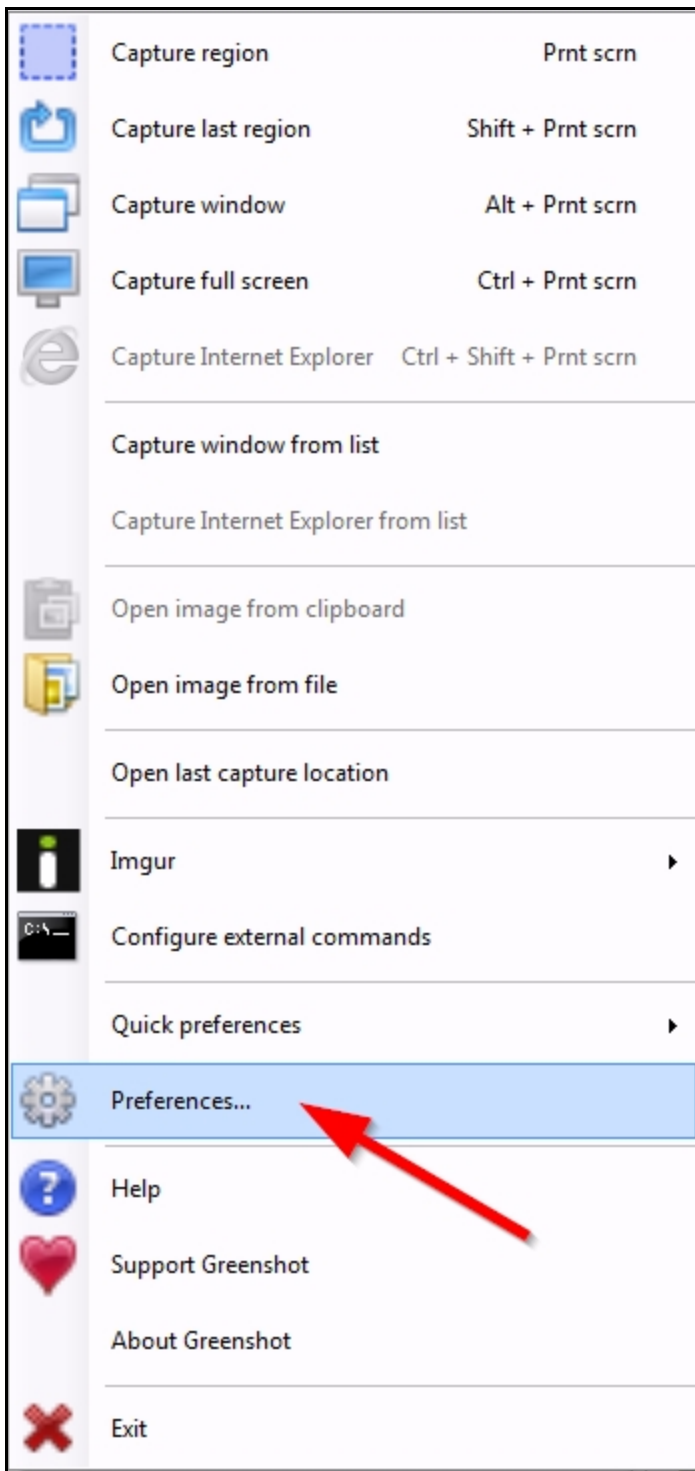 Capture region Prnt scrn
Capture last region Shift + Prnt scrn
Capture window Alt + Prnt scrn
Capture full screen Ctrl + Prnt scrn
Capture Internet Explorer Ctrl + Shift + Prnt scrn
Capture window from list
Capture Internet Explorer from list
Open image from clipboard
Open image from file
Open last capture location
Imgur
C:\_ Configure external commands
Quick preferences
Preferences...
? Help
Support Greenshot
About Greenshot
Exit